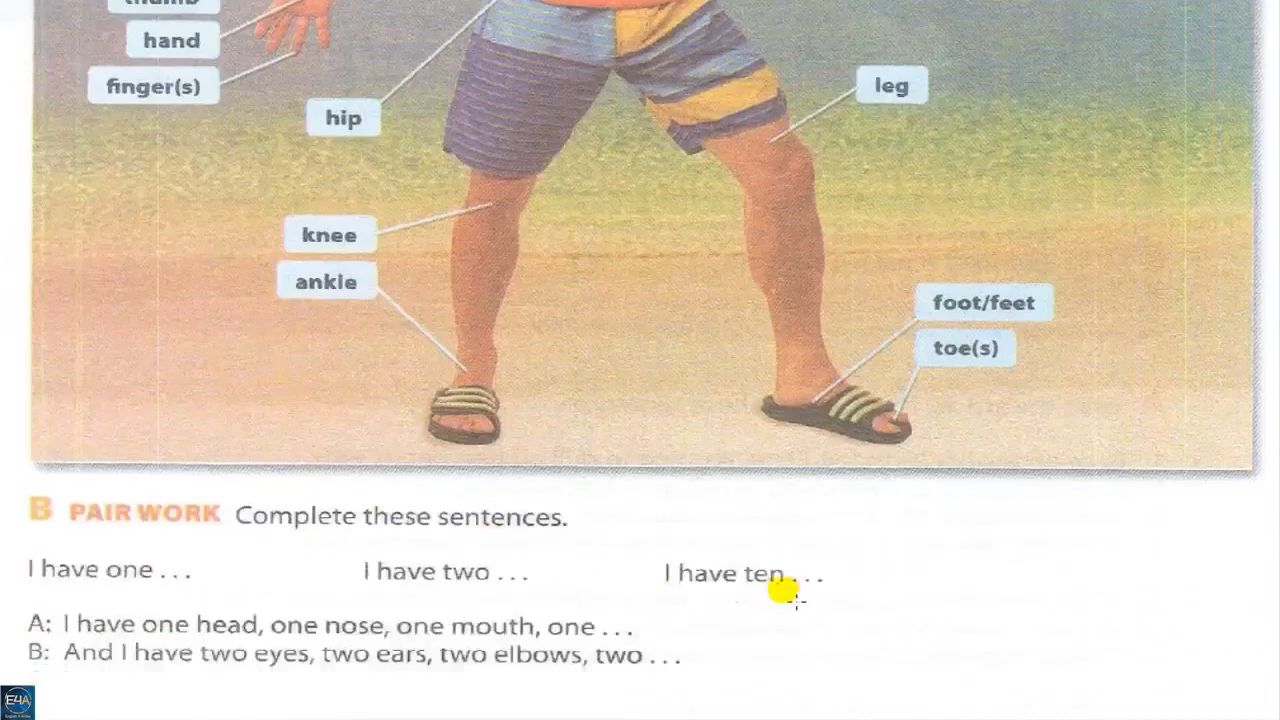 thumb
hand
finger(s)
hip
leg
knee
ankle
foot/feet
toe(s)
B PAIR WORK Complete these sentences.
I have one . . . I have two . . . I have ten . . .
A: I have one head, one nose, one mouth, one . . .
B: And I have two eyes, two ears, two elbows, two . . .
E4A